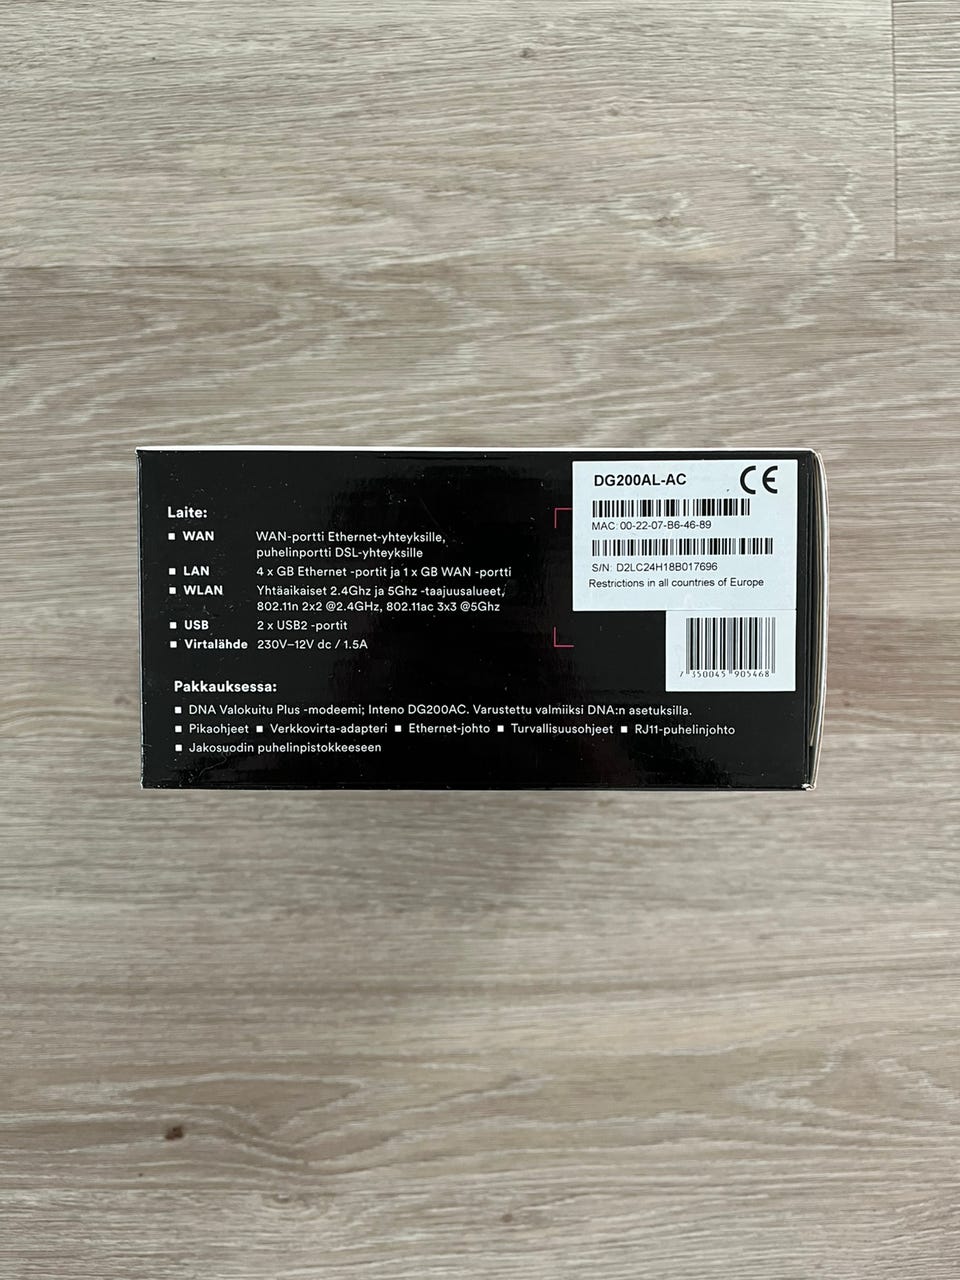 Laite:
▪ WAN WAN-portti Ethernet-yhteyksille,
puhelinportti DSL-yhteyksille
▪ LAN 4 x GB Ethernet -portit ja 1 x GB WAN -portti
▪ WLAN Yhtäaikaiset 2.4Ghz ja 5Ghz -taajuusalueet,
802.11n 2x2 @2.4GHz, 802.11ac 3x3 @5Ghz
▪ USB 2 x USB2 -portit
▪ Virtalähde 230V–12V dc / 1.5A
Pakkauksessa:
▪ DNA Valokuitu Plus -modeemi; Inteno DG200AC. Varustettu valmiiksi DNA:n asetuksilla.
▪ Pikaohjeet ▪ Verkkovirta-adapteri ▪ Ethernet-johto ▪ Turvallisuusohjeet ▪ RJ11-puhelinjohto
▪ Jakosuodin puhelinpistokkeeseen
DG200AL-AC CE
MAC: 00-22-07-B6-46-89
S/N: D2LC24H18B017696
Restrictions in all countries of Europe
7 350045 905468